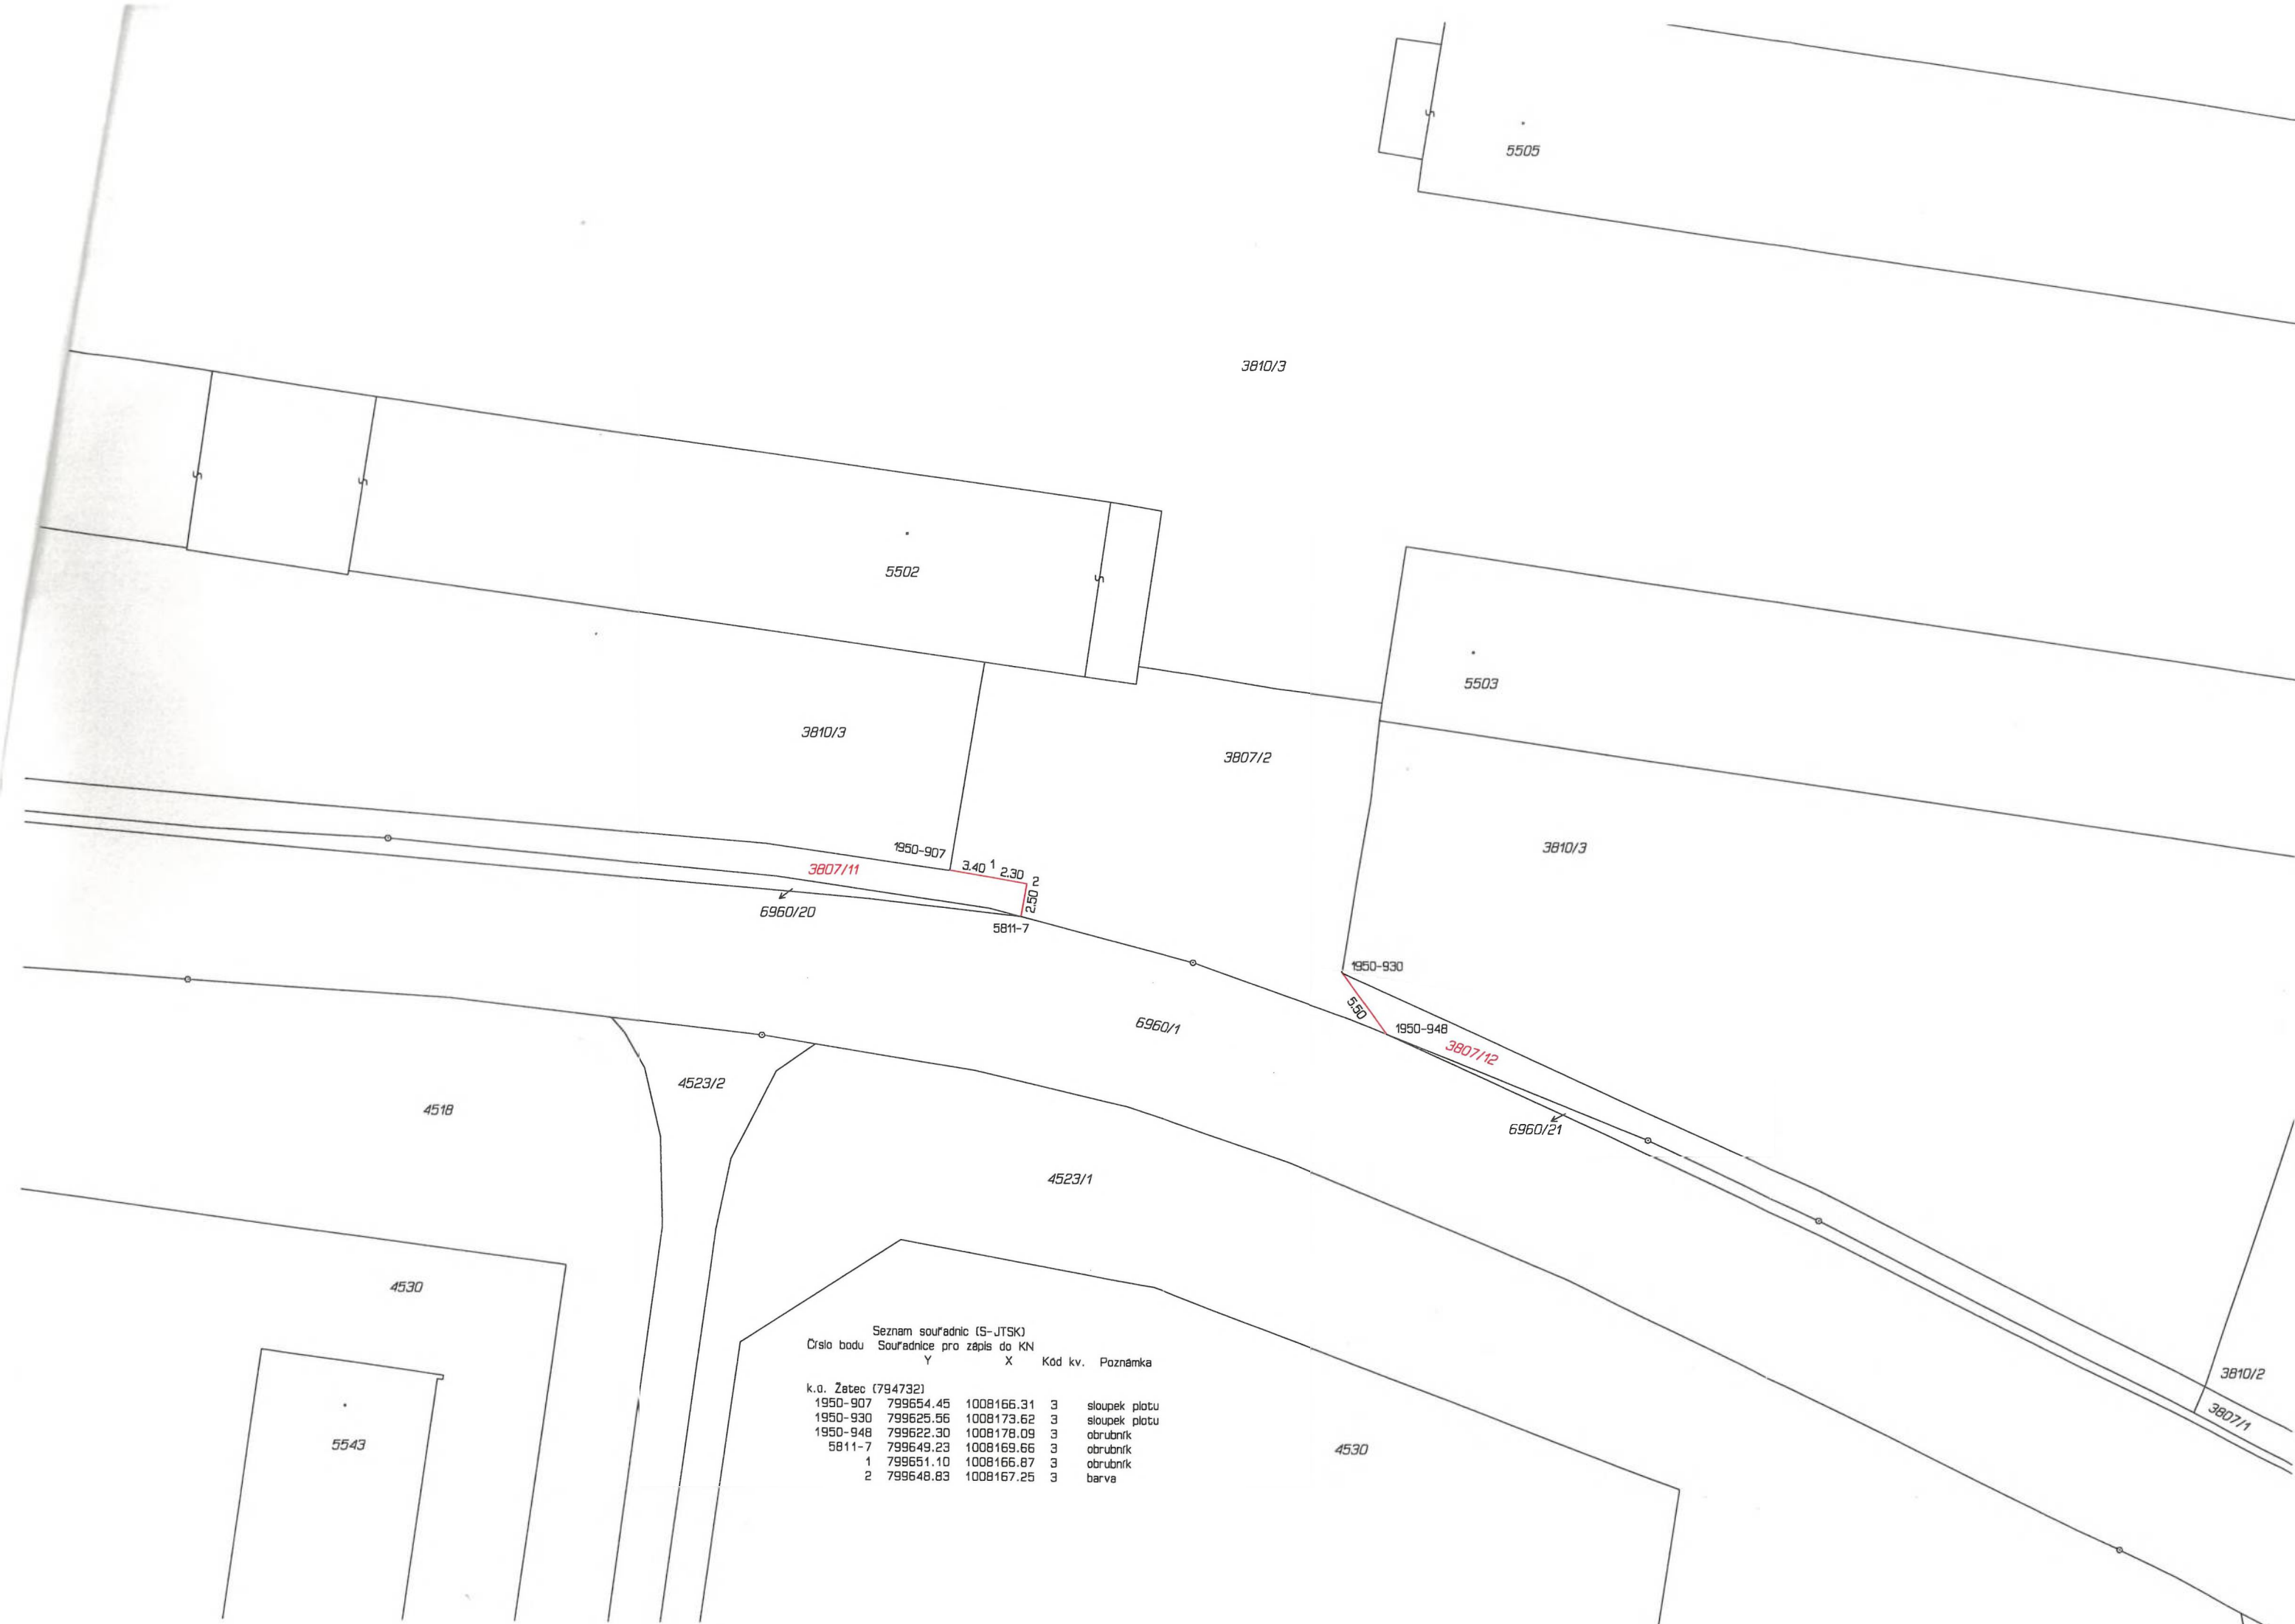 5505
3810/3
5502
5503
3810/3
3807/2
3810/3
1950-907
3.40 1 2.30 2
2.50
3807/11
6960/20
5811-7
1950-930
5.50
1950-948
3807/12
6960/1
6960/21
4523/2
4518
4523/1
4530
Seznam souřadnic (S-JTSK)
Číslo bodu Souřadnice pro zápis do KN
Y X Kód kv. Poznámka
k.ú. Žatec (794732)
1950-907 799654.45 1008166.31 3 sloupek plotu
1950-930 799625.56 1008173.62 3 sloupek plotu
1950-948 799622.30 1008178.09 3 obrubník
5811-7 799649.23 1008169.66 3 obrubník
1 799651.10 1008166.87 3 obrubník
2 799648.83 1008167.25 3 barva
3810/2
3807/1
5543
4530